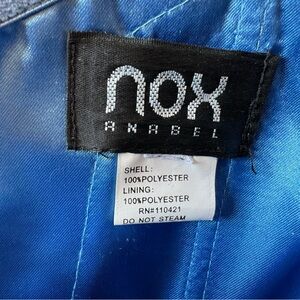 nox
ANABEL
SHELL:
100%POLYESTER
LINING:
100%POLYESTER
RN#110421
DO NOT STEAM